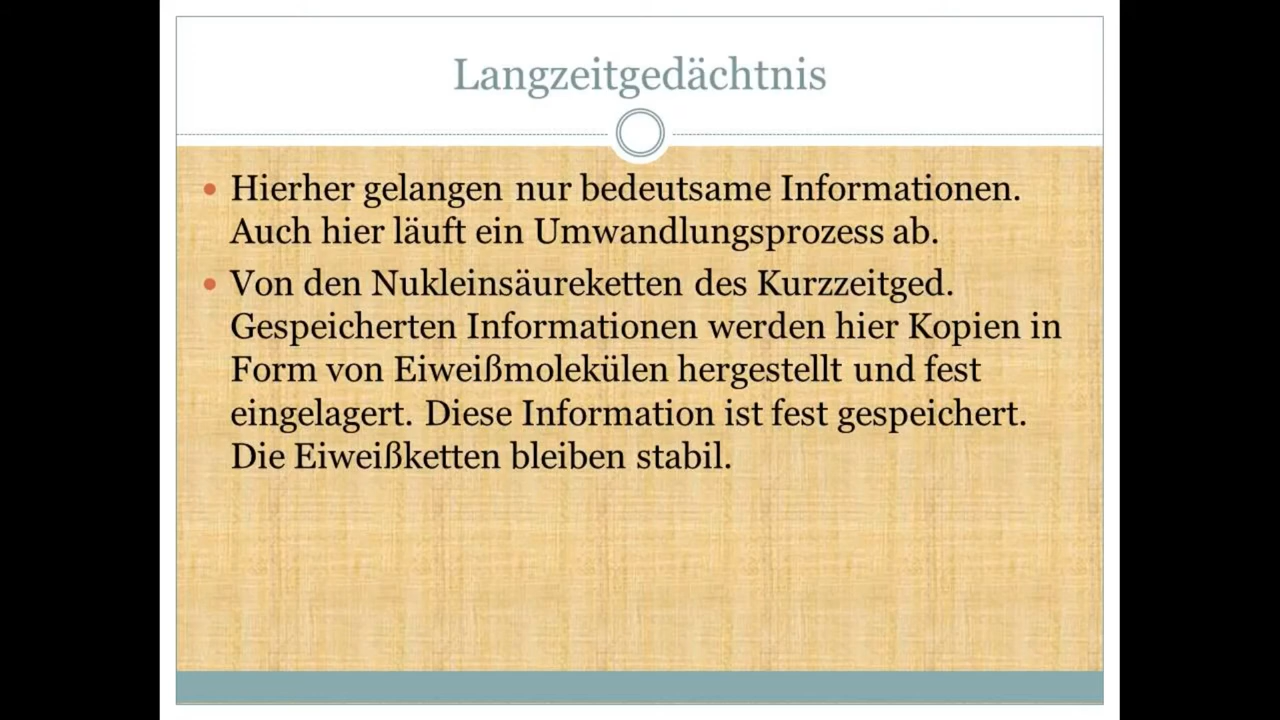 Langzeitgedächtnis
• Hierher gelangen nur bedeutsame Informationen.
Auch hier läuft ein Umwandlungsprozess ab.
• Von den Nukleinsäureketten des Kurzzeitged.
Gespeicherten Informationen werden hier Kopien in
Form von Eiweißmolekülen hergestellt und fest
eingelagert. Diese Information ist fest gespeichert.
Die Eiweißketten bleiben stabil.